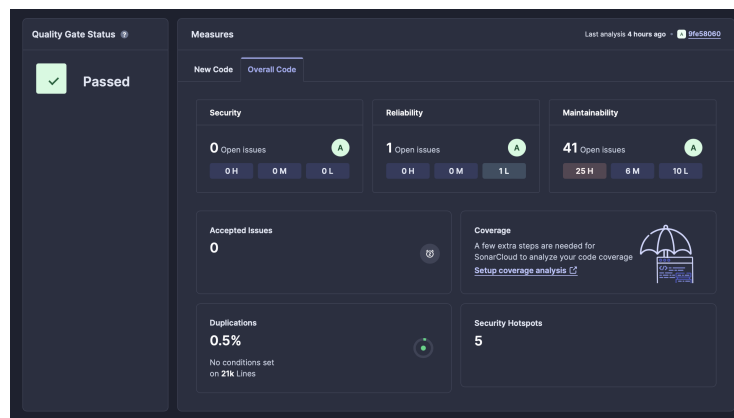 Quality Gate Status ?
Passed
Measures
Last analysis 4 hours ago • A 9fe58060
New Code Overall Code
Security
0 Open issues A
0 H 0 M 0 L
Reliability
1 Open issues A
0 H 0 M 1 L
Maintainability
41 Open issues A
25 H 6 M 10 L
Accepted Issues
0
Coverage
A few extra steps are needed for
SonarCloud to analyze your code coverage
Setup coverage analysis
Duplications
0.5%
No conditions set
on 21k Lines
Security Hotspots
5